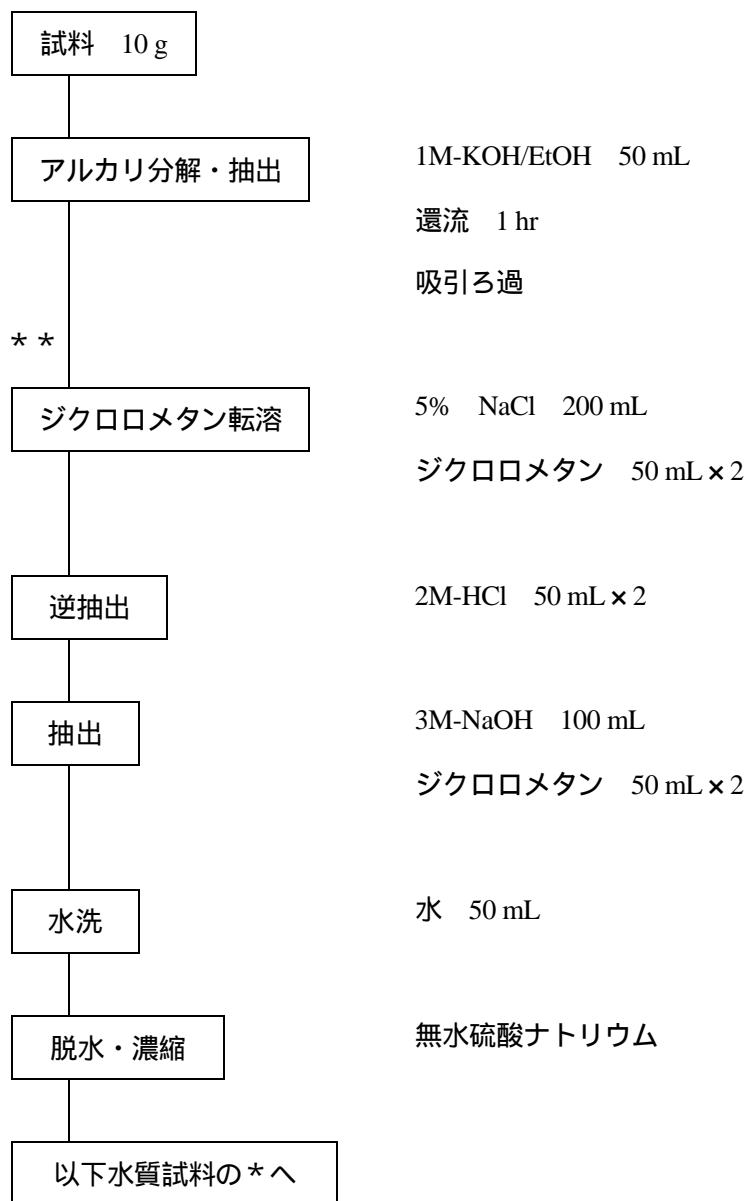 試料 10 g
アルカリ分解・抽出 1M-KOH/EtOH 50 mL
還流 1 hr
吸引ろ過
**
ジクロロメタン転溶 5% NaCl 200 mL
ジクロロメタン 50 mL×2
逆抽出 2M-HCl 50 mL×2
抽出 3M-NaOH 100 mL
ジクロロメタン 50 mL×2
水洗 水 50 mL
脱水・濃縮 無水硫酸ナトリウム
以下水質試料の*へ